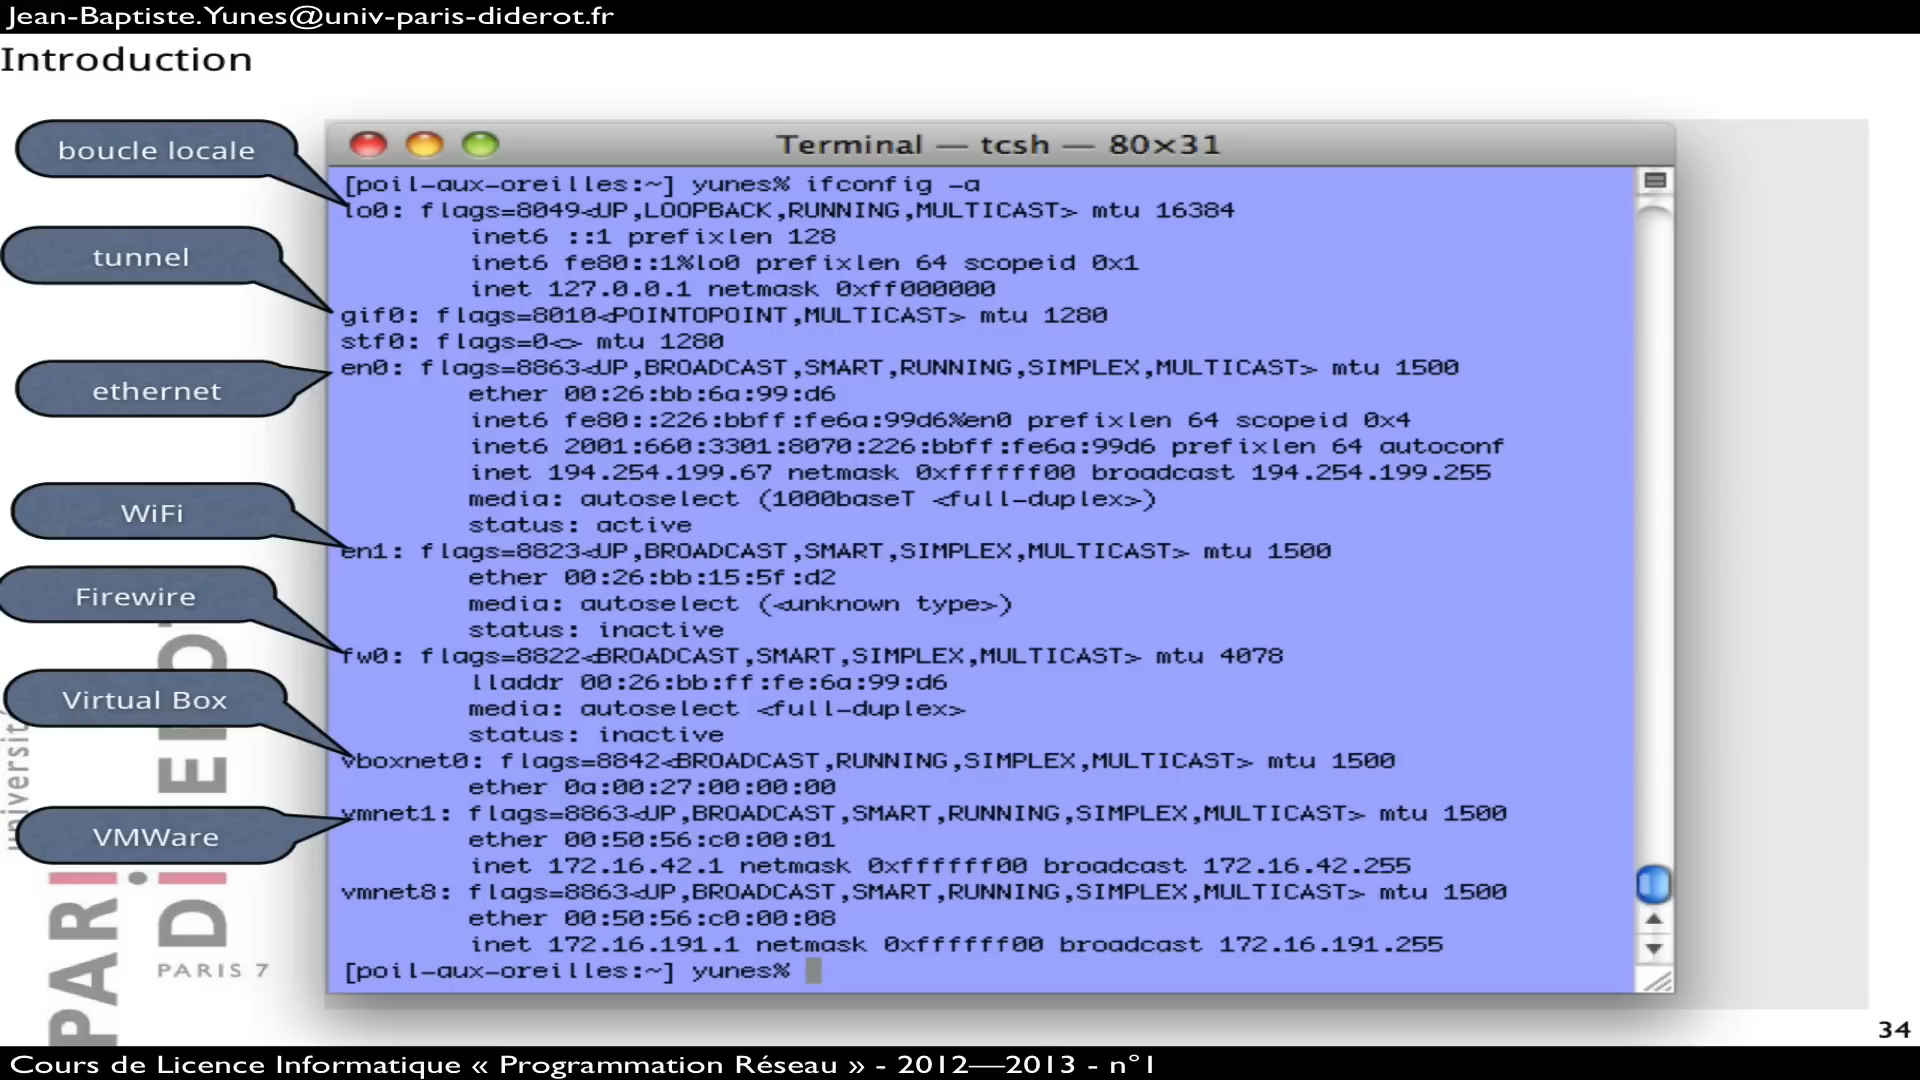 Jean-Baptiste.Yunes@univ-paris-diderot.fr
Introduction
boucle locale
tunnel
ethernet
WiFi
Firewire
Virtual Box
VMWare
Terminal — tcsh — 80×31
[poil-aux-oreilles:~] yunes% ifconfig -a
lo0: flags=8049<UP,LOOPBACK,RUNNING,MULTICAST> mtu 16384
inet6 ::1 prefixlen 128
inet6 fe80::1%lo0 prefixlen 64 scopeid 0x1
inet 127.0.0.1 netmask 0xff000000
gif0: flags=8010<POINTOPOINT,MULTICAST> mtu 1280
stf0: flags=0<> mtu 1280
en0: flags=8863<UP,BROADCAST,SMART,RUNNING,SIMPLEX,MULTICAST> mtu 1500
ether 00:26:bb:6a:99:d6
inet6 fe80::226:bbff:fe6a:99d6%en0 prefixlen 64 scopeid 0x4
inet6 2001:660:3301:8070:226:bbff:fe6a:99d6 prefixlen 64 autoconf
inet 194.254.199.67 netmask 0xffffff00 broadcast 194.254.199.255
media: autoselect (1000baseT <full-duplex>)
status: active
en1: flags=8823<UP,BROADCAST,SMART,SIMPLEX,MULTICAST> mtu 1500
ether 00:26:bb:15:5f:d2
media: autoselect (<unknown type>)
status: inactive
fw0: flags=8822<BROADCAST,SMART,SIMPLEX,MULTICAST> mtu 4078
lladdr 00:26:bb:ff:fe:6a:99:d6
media: autoselect <full-duplex>
status: inactive
vboxnet0: flags=8842<BROADCAST,RUNNING,SIMPLEX,MULTICAST> mtu 1500
ether 0a:00:27:00:00:00
vmnet1: flags=8863<UP,BROADCAST,SMART,RUNNING,SIMPLEX,MULTICAST> mtu 1500
ether 00:50:56:c0:00:01
inet 172.16.42.1 netmask 0xffffff00 broadcast 172.16.42.255
vmnet8: flags=8863<UP,BROADCAST,SMART,RUNNING,SIMPLEX,MULTICAST> mtu 1500
ether 00:50:56:c0:00:08
inet 172.16.191.1 netmask 0xffffff00 broadcast 172.16.191.255
[poil-aux-oreilles:~] yunes%
PARIS 7
34
Cours de Licence Informatique « Programmation Réseau » - 2012—2013 - n°1